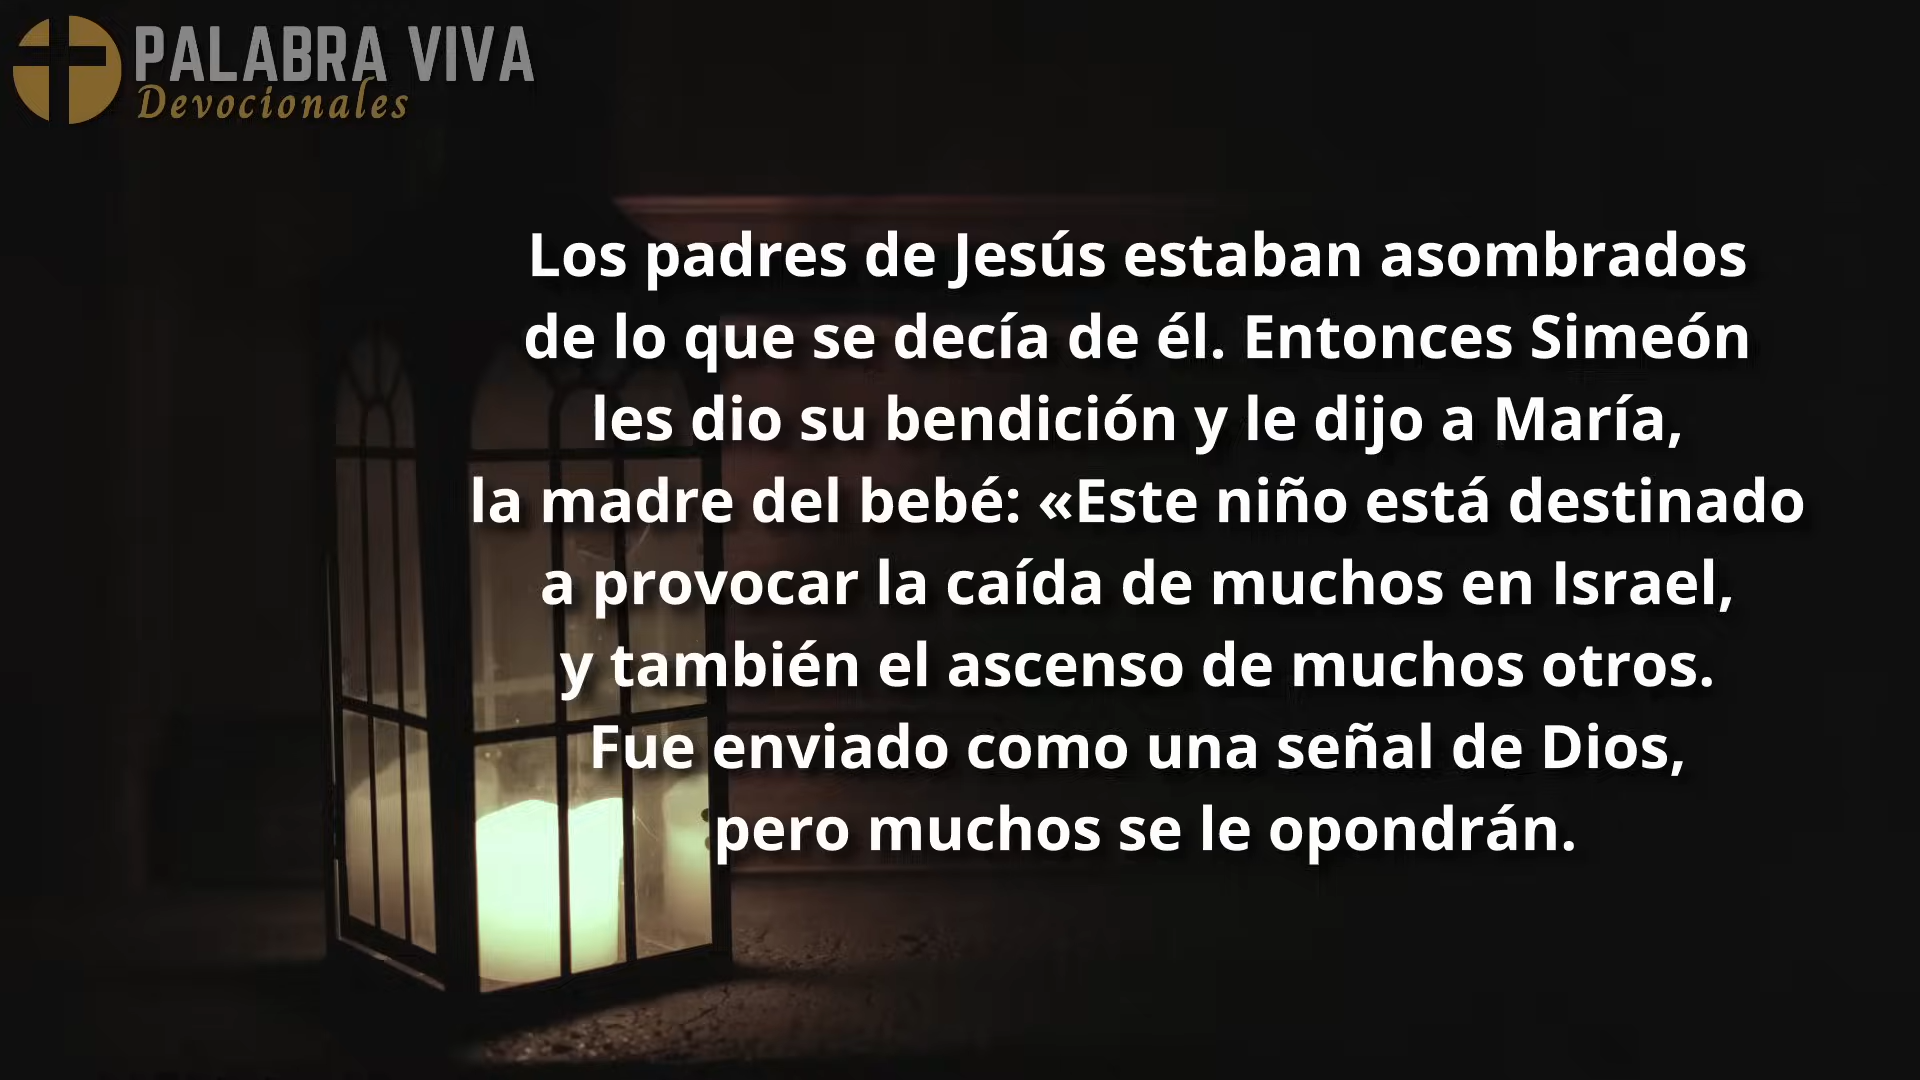 PALABRA VIVA
Devocionales
Los padres de Jesús estaban asombrados
de lo que se decía de él. Entonces Simeón
les dio su bendición y le dijo a María,
la madre del bebé: «Este niño está destinado
a provocar la caída de muchos en Israel,
y también el ascenso de muchos otros.
Fue enviado como una señal de Dios,
pero muchos se le opondrán.